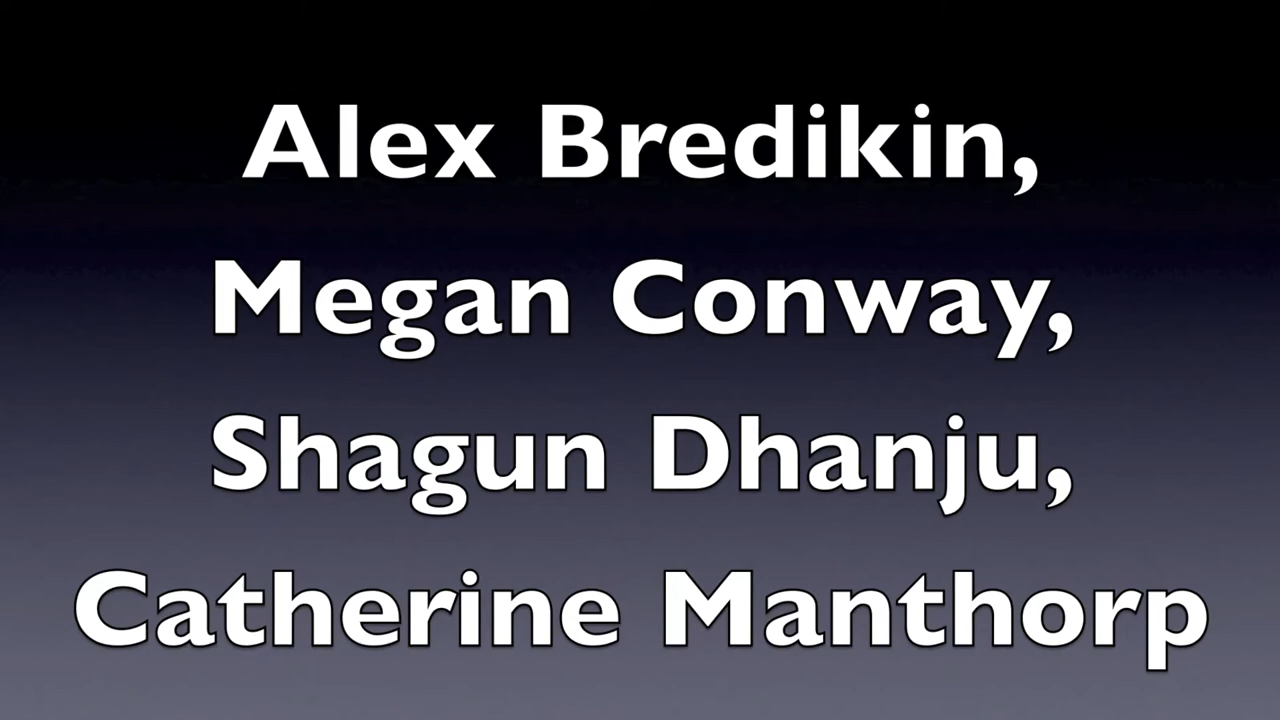 Alex Bredikin,
Megan Conway,
Shagun Dhanju,
Catherine Manthorp